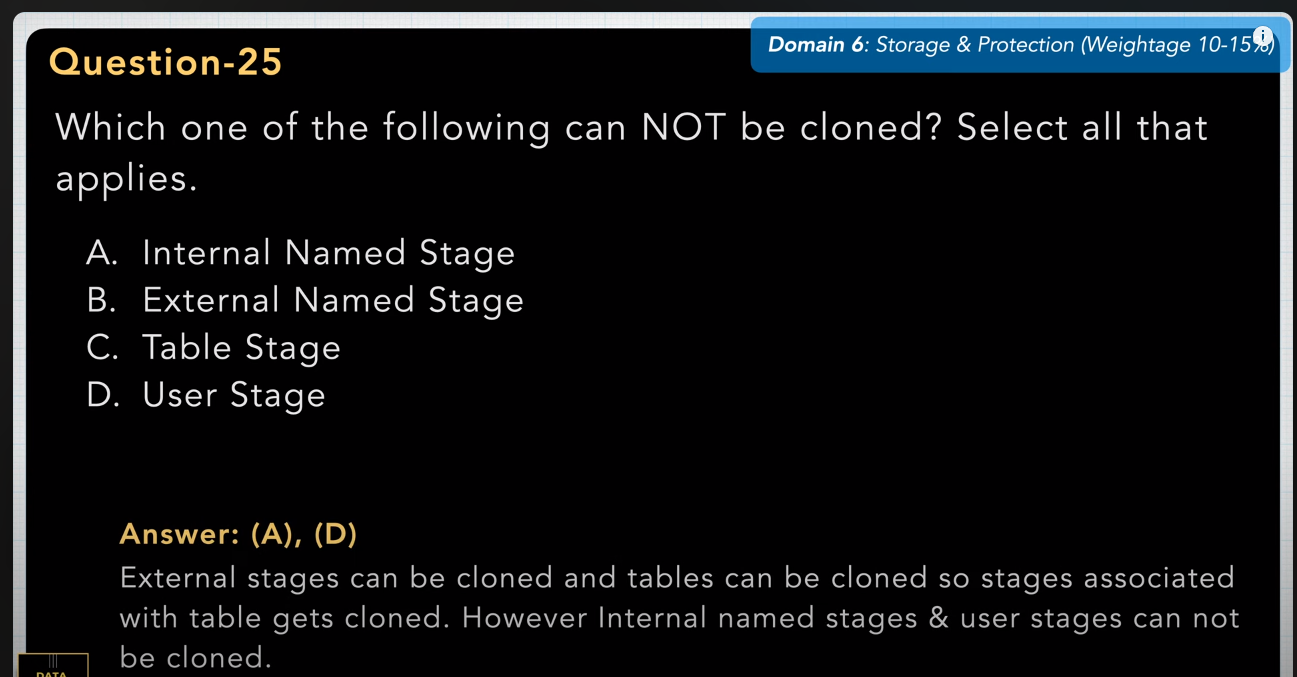 Domain 6: Storage & Protection (Weightage 10-15%)
Question-25
Which one of the following can NOT be cloned? Select all that
applies.
A. Internal Named Stage
B. External Named Stage
C. Table Stage
D. User Stage
Answer: (A), (D)
External stages can be cloned and tables can be cloned so stages associated
with table gets cloned. However Internal named stages & user stages can not
be cloned.
DATA